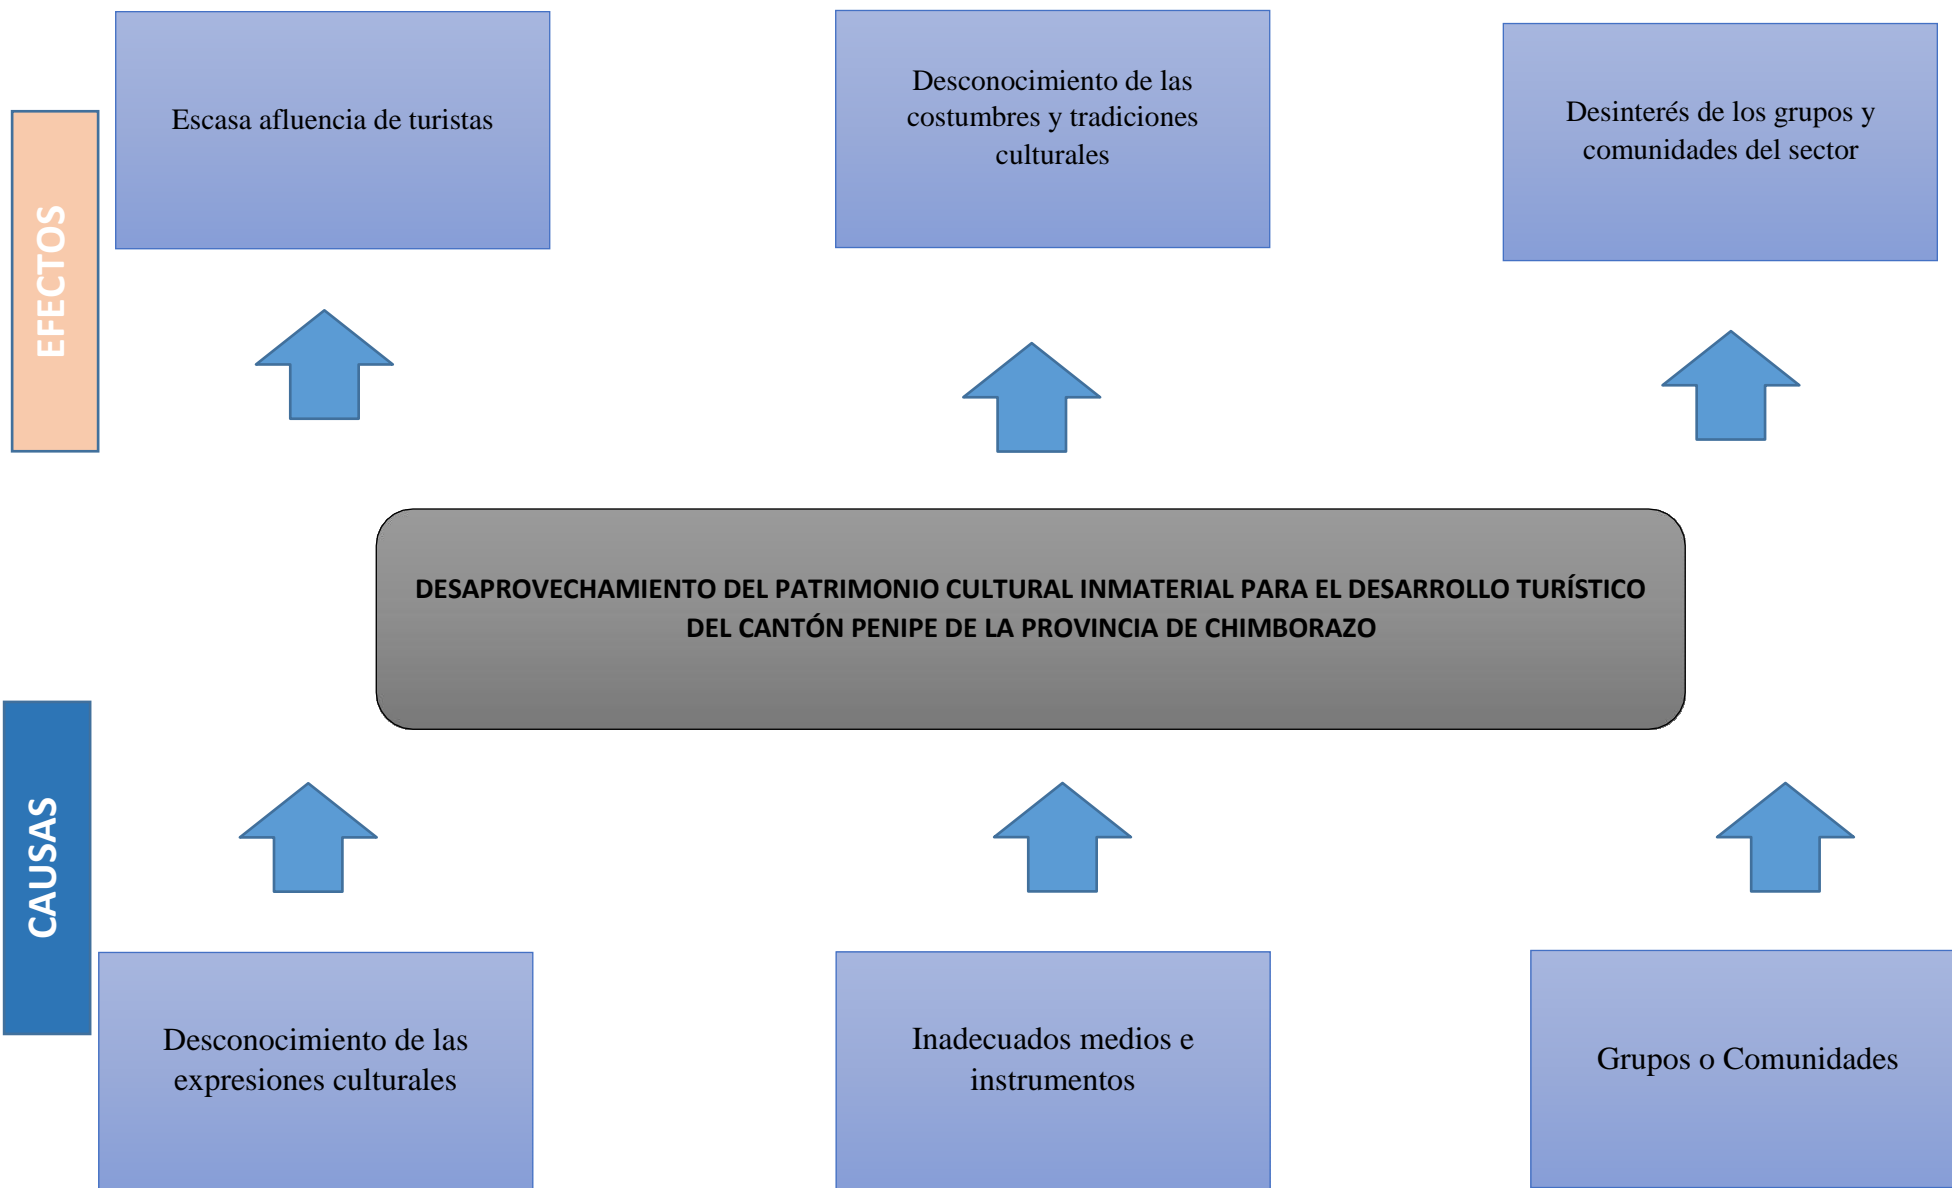 EFECTOS
Escasa afluencia de turistas
Desconocimiento de las
costumbres y tradiciones
culturales
Desinterés de los grupos y
comunidades del sector
DESAPROVECHAMIENTO DEL PATRIMONIO CULTURAL INMATERIAL PARA EL DESARROLLO TURÍSTICO
DEL CANTÓN PENIPE DE LA PROVINCIA DE CHIMBORAZO
CAUSAS
Desconocimiento de las
expresiones culturales
Inadecuados medios e
instrumentos
Grupos o Comunidades